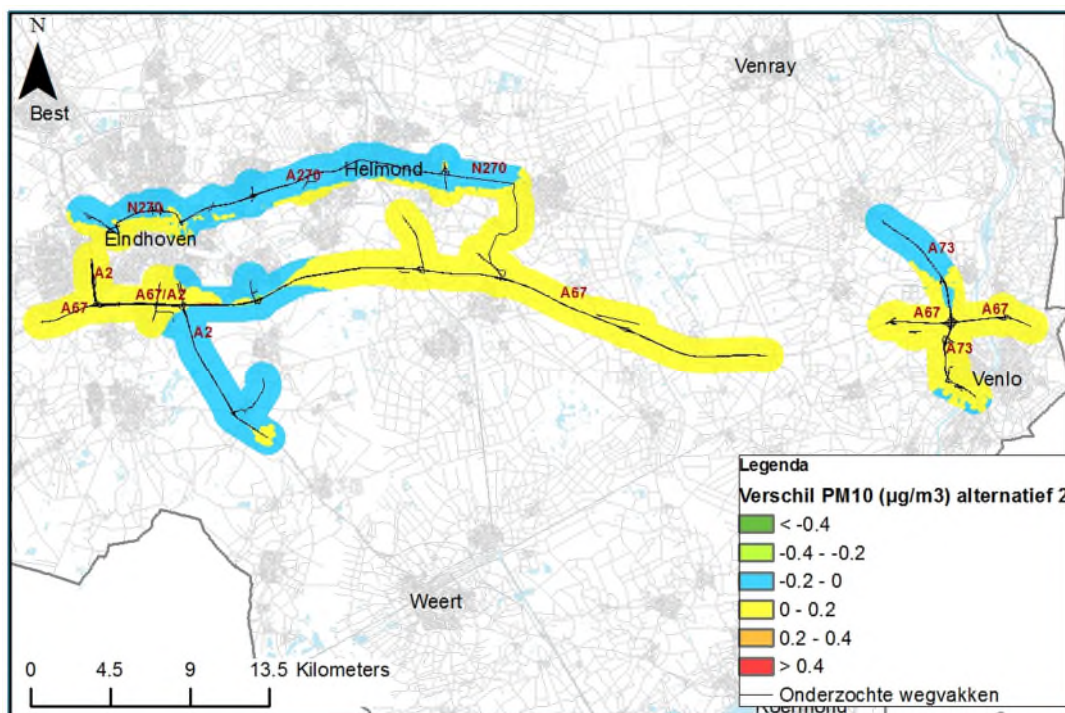 N
Venray
Best
Helmond
A270
N270
N270
Eindhoven
A73
A2
A67/A2
A67
A67
A67
A67
A2
A73
Venlo
Legenda
Verschil PM10 (µg/m3) alternatief 2
< -0.4
-0.4 - -0.2
-0.2 - 0
0 - 0.2
0.2 - 0.4
> 0.4
Onderzochte wegvakken
Weert
0 4.5 9 13.5 Kilometers